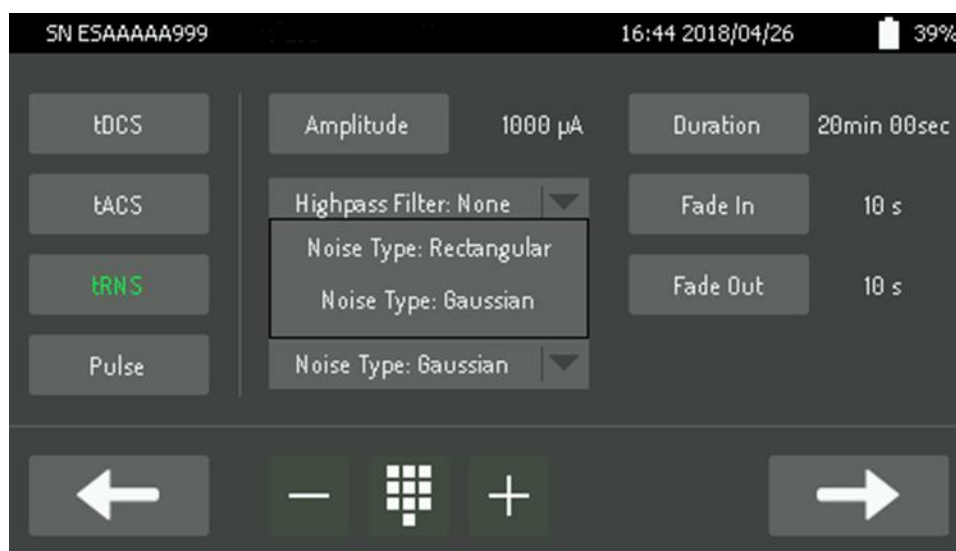 SN ESAAAAA999 16:44 2018/04/26 39%
tDCS Amplitude 1000 μA Duration 20min 00sec
tACS Highpass Filter: None Fade In 10 s
Noise Type: Rectangular
tRNS Noise Type: Gaussian Fade Out 10 s
Pulse Noise Type: Gaussian